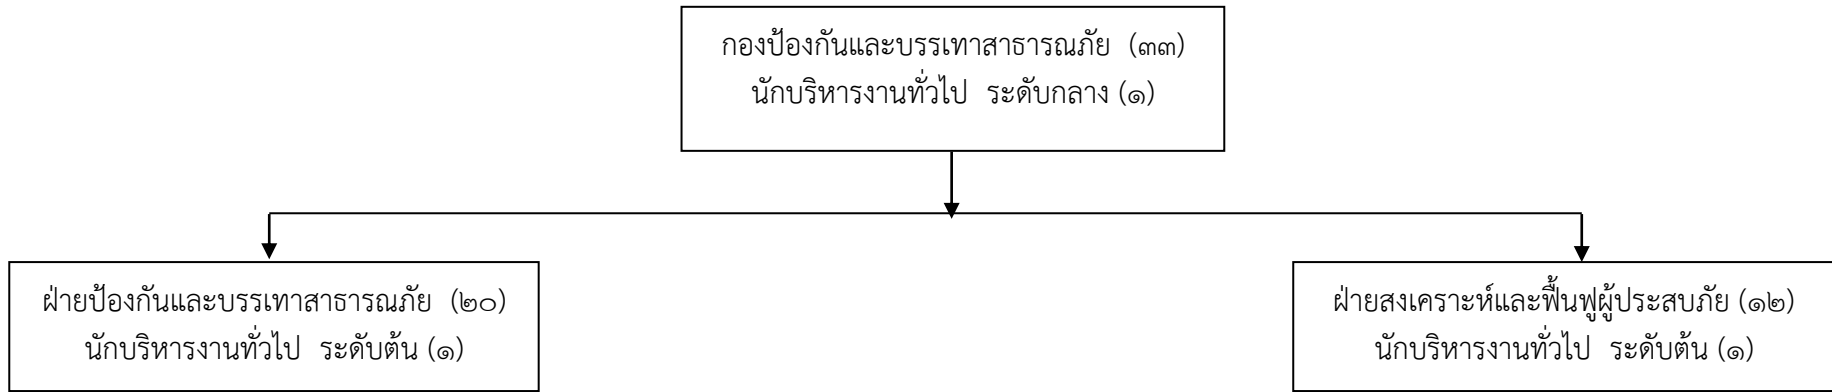 กองป้องกันและบรรเทาสาธารณภัย (๓๓)
นักบริหารงานทั่วไป ระดับกลาง (๑)
ฝ่ายป้องกันและบรรเทาสาธารณภัย (๒๐)
นักบริหารงานทั่วไป ระดับต้น (๑)
ฝ่ายสงเคราะห์และฟื้นฟูผู้ประสบภัย (๑๒)
นักบริหารงานทั่วไป ระดับต้น (๑)